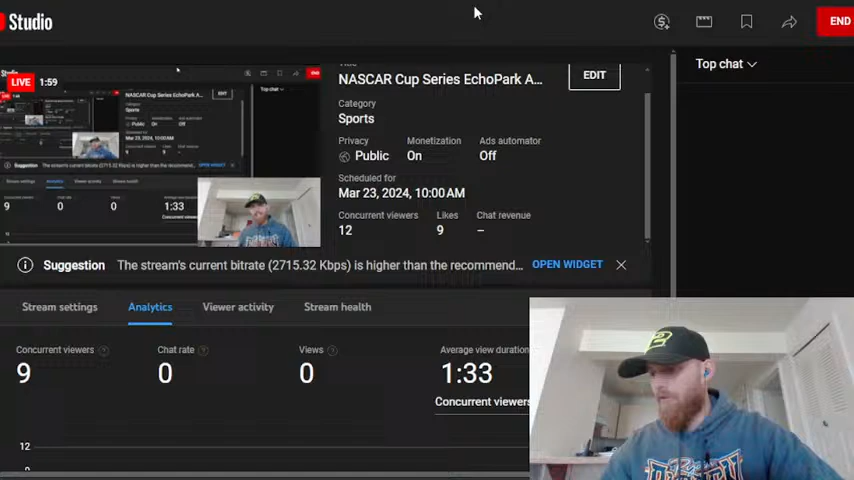 Studio
END
Top chat
LIVE 1:59
Title
NASCAR Cup Series EchoPark A...
EDIT
Category
Sports
Privacy Monetization Ads automator
Public On Off
Scheduled for
Mar 23, 2024, 10:00 AM
Concurrent viewers Likes Chat revenue
12 9 –
Suggestion The stream's current bitrate (2715.32 Kbps) is higher than the recommend... OPEN WIDGET
Stream settings Analytics Viewer activity Stream health
Concurrent viewers Chat rate Views Average view duration
9 0 0 1:33
Concurrent viewers
12